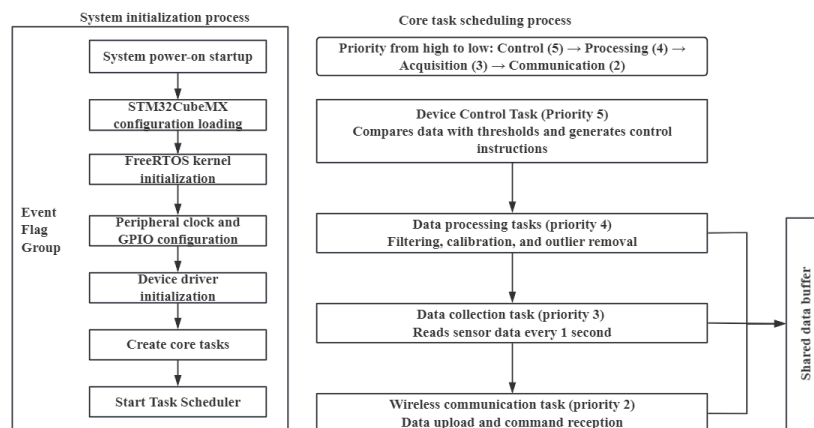 System initialization process
System power-on startup
STM32CubeMX
configuration loading
FreeRTOS kernel
initialization
Event
Flag
Group
Peripheral clock and
GPIO configuration
Device driver
initialization
Create core tasks
Start Task Scheduler
Core task scheduling process
Priority from high to low: Control (5) → Processing (4) →
Acquisition (3) → Communication (2)
Device Control Task (Priority 5)
Compares data with thresholds and generates control
instructions
Data processing tasks (priority 4)
Filtering, calibration, and outlier removal
Data collection task (priority 3)
Reads sensor data every 1 second
Wireless communication task (priority 2)
Data upload and command reception
Shared data buffer